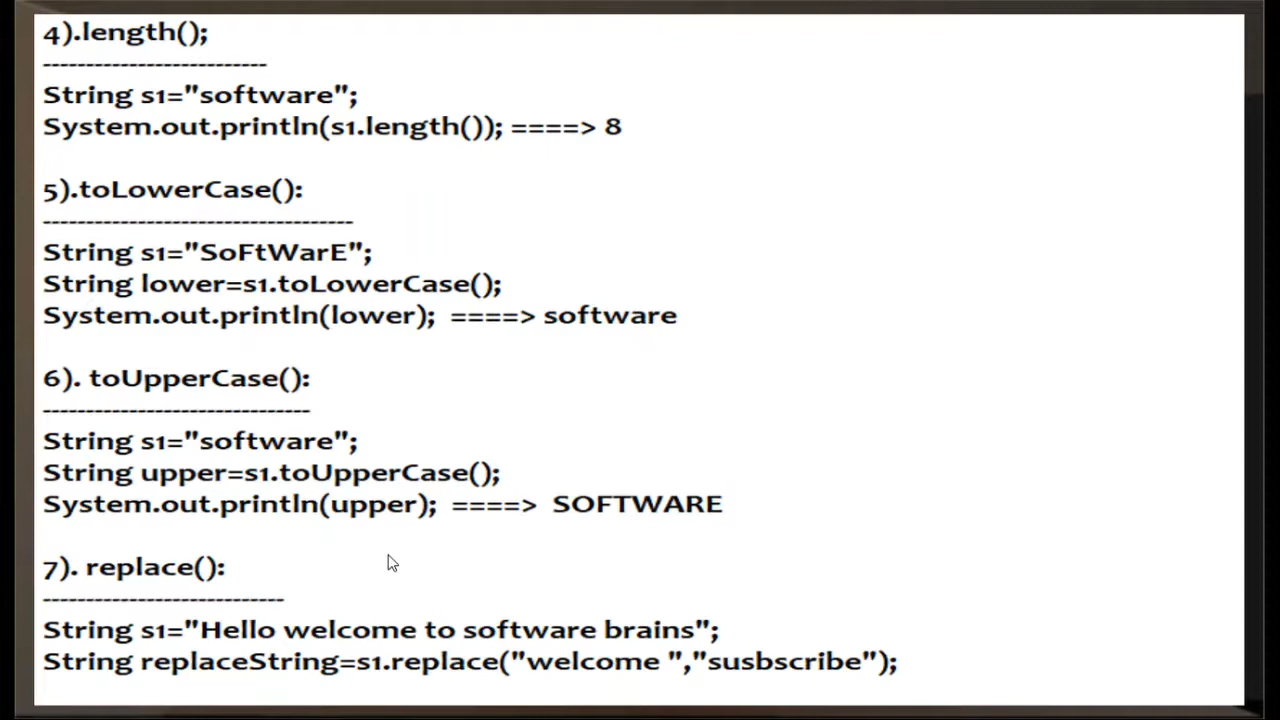 4).length();
--------------------------
String s1="software";
System.out.println(s1.length()); ====> 8
5).toLowerCase():
------------------------------------
String s1="SoFtWarE";
String lower=s1.toLowerCase();
System.out.println(lower); ====> software
6). toUpperCase():
-------------------------------
String s1="software";
String upper=s1.toUpperCase();
System.out.println(upper); ====> SOFTWARE
7). replace():
----------------------------
String s1="Hello welcome to software brains";
String replaceString=s1.replace("welcome ","susbscribe");